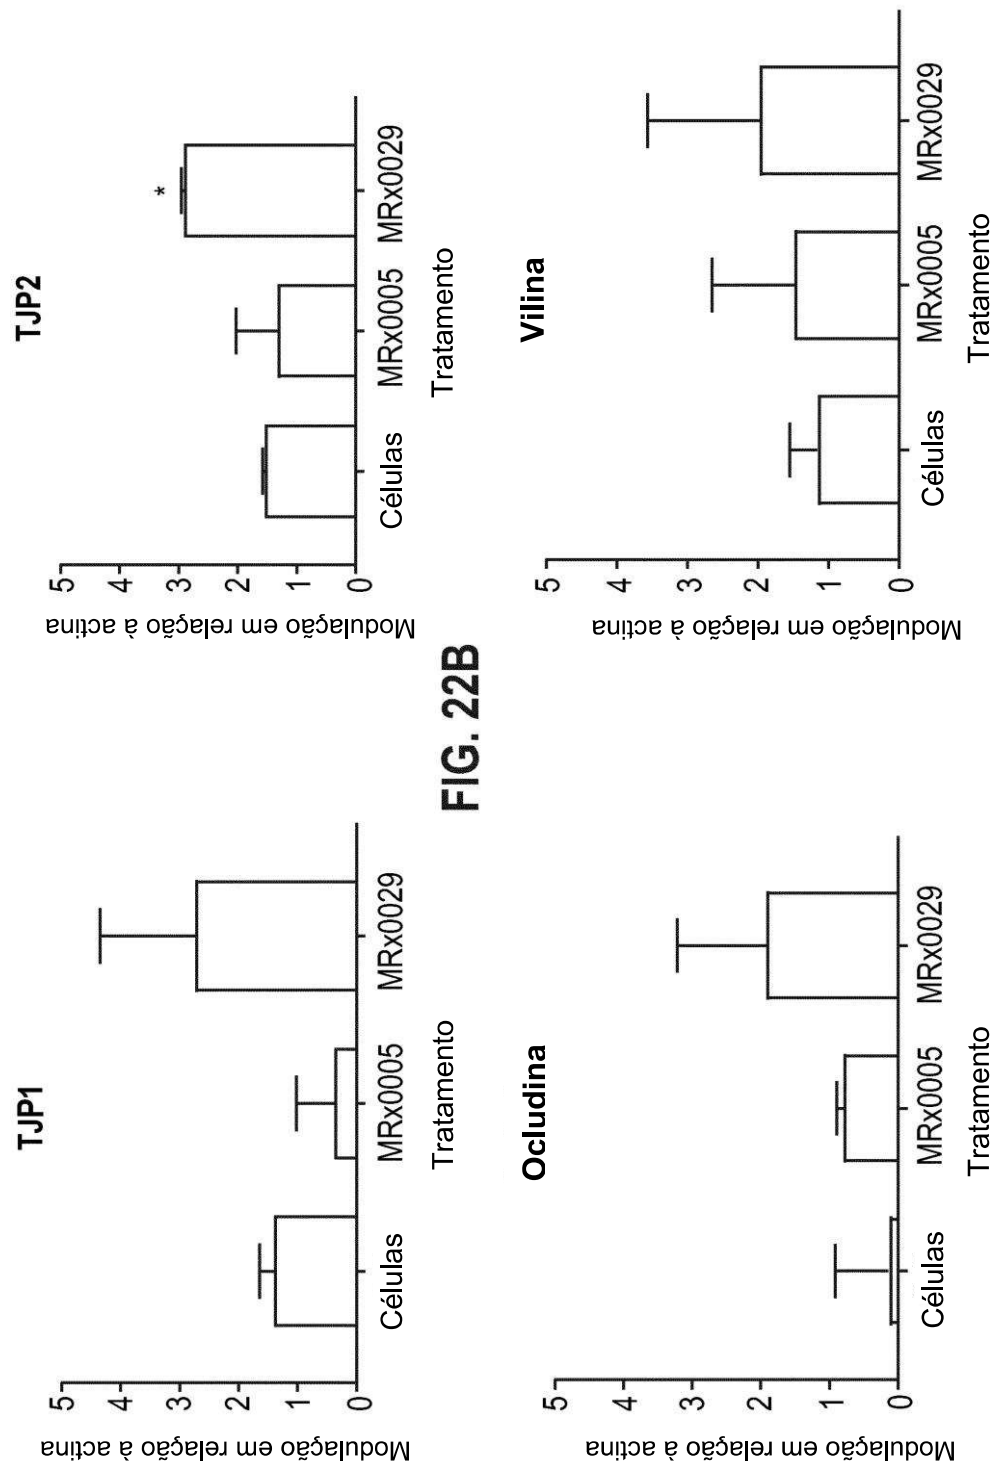 TJP1
Modulação em relação à actina
5
4
3
2
1
0
Células
MRx0005
MRx0029
Tratamento
TJP2
Modulação em relação à actina
5
4
3
2
1
0
*
Células
MRx0005
MRx0029
Tratamento
FIG. 22B
Ocludina
Modulação em relação à actina
5
4
3
2
1
0
Células
MRx0005
MRx0029
Tratamento
Vilina
Modulação em relação à actina
5
4
3
2
1
0
Células
MRx0005
MRx0029
Tratamento